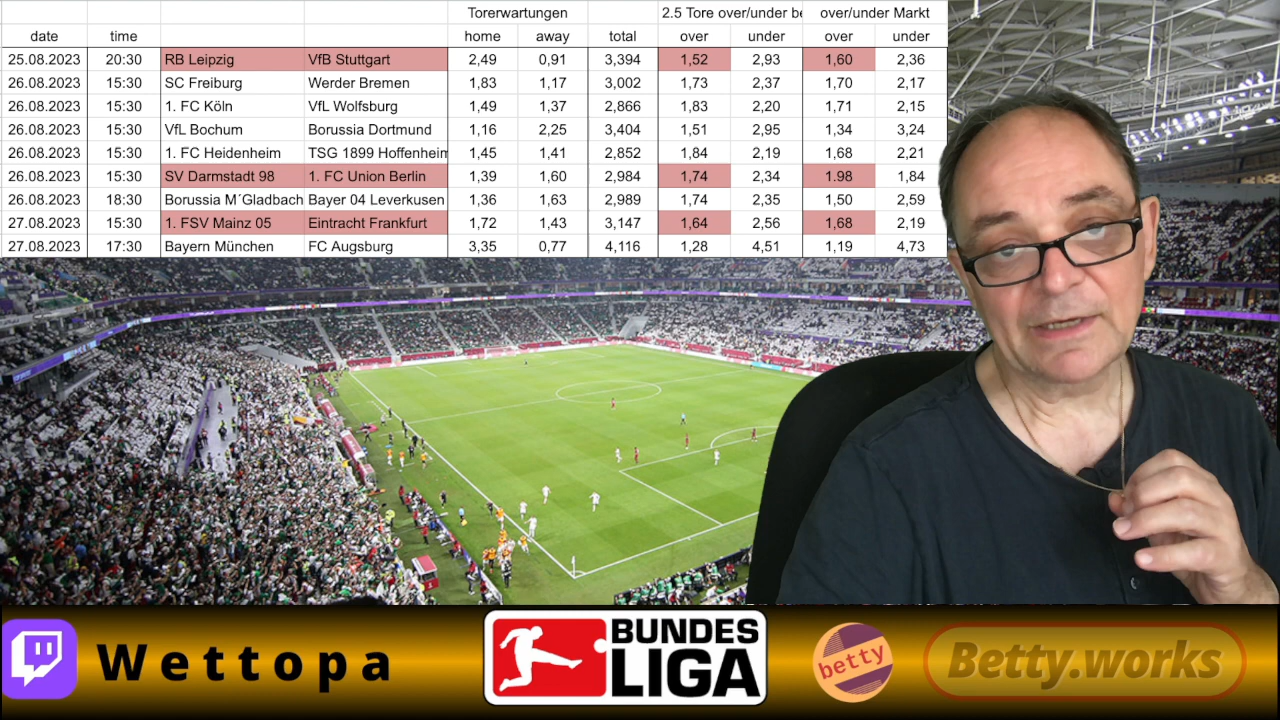 Torerwartungen 2.5 Tore over/under be over/under Markt
date time home away total over under over under
25.08.2023 20:30 RB Leipzig VfB Stuttgart 2,49 0,91 3,394 1,52 2,93 1,60 2,36
26.08.2023 15:30 SC Freiburg Werder Bremen 1,83 1,17 3,002 1,73 2,37 1,70 2,17
26.08.2023 15:30 1. FC Köln VfL Wolfsburg 1,49 1,37 2,866 1,83 2,20 1,71 2,15
26.08.2023 15:30 VfL Bochum Borussia Dortmund 1,16 2,25 3,404 1,51 2,95 1,34 3,24
26.08.2023 15:30 1. FC Heidenheim TSG 1899 Hoffenheim 1,45 1,41 2,852 1,84 2,19 1,68 2,21
26.08.2023 15:30 SV Darmstadt 98 1. FC Union Berlin 1,39 1,60 2,984 1,74 2,34 1.98 1,84
26.08.2023 18:30 Borussia M´Gladbach Bayer 04 Leverkusen 1,36 1,63 2,989 1,74 2,35 1,50 2,59
27.08.2023 15:30 1. FSV Mainz 05 Eintracht Frankfurt 1,72 1,43 3,147 1,64 2,56 1,68 2,19
27.08.2023 17:30 Bayern München FC Augsburg 3,35 0,77 4,116 1,28 4,51 1,19 4,73
Wettopa
BUNDES
LIGA
betty
Betty.works